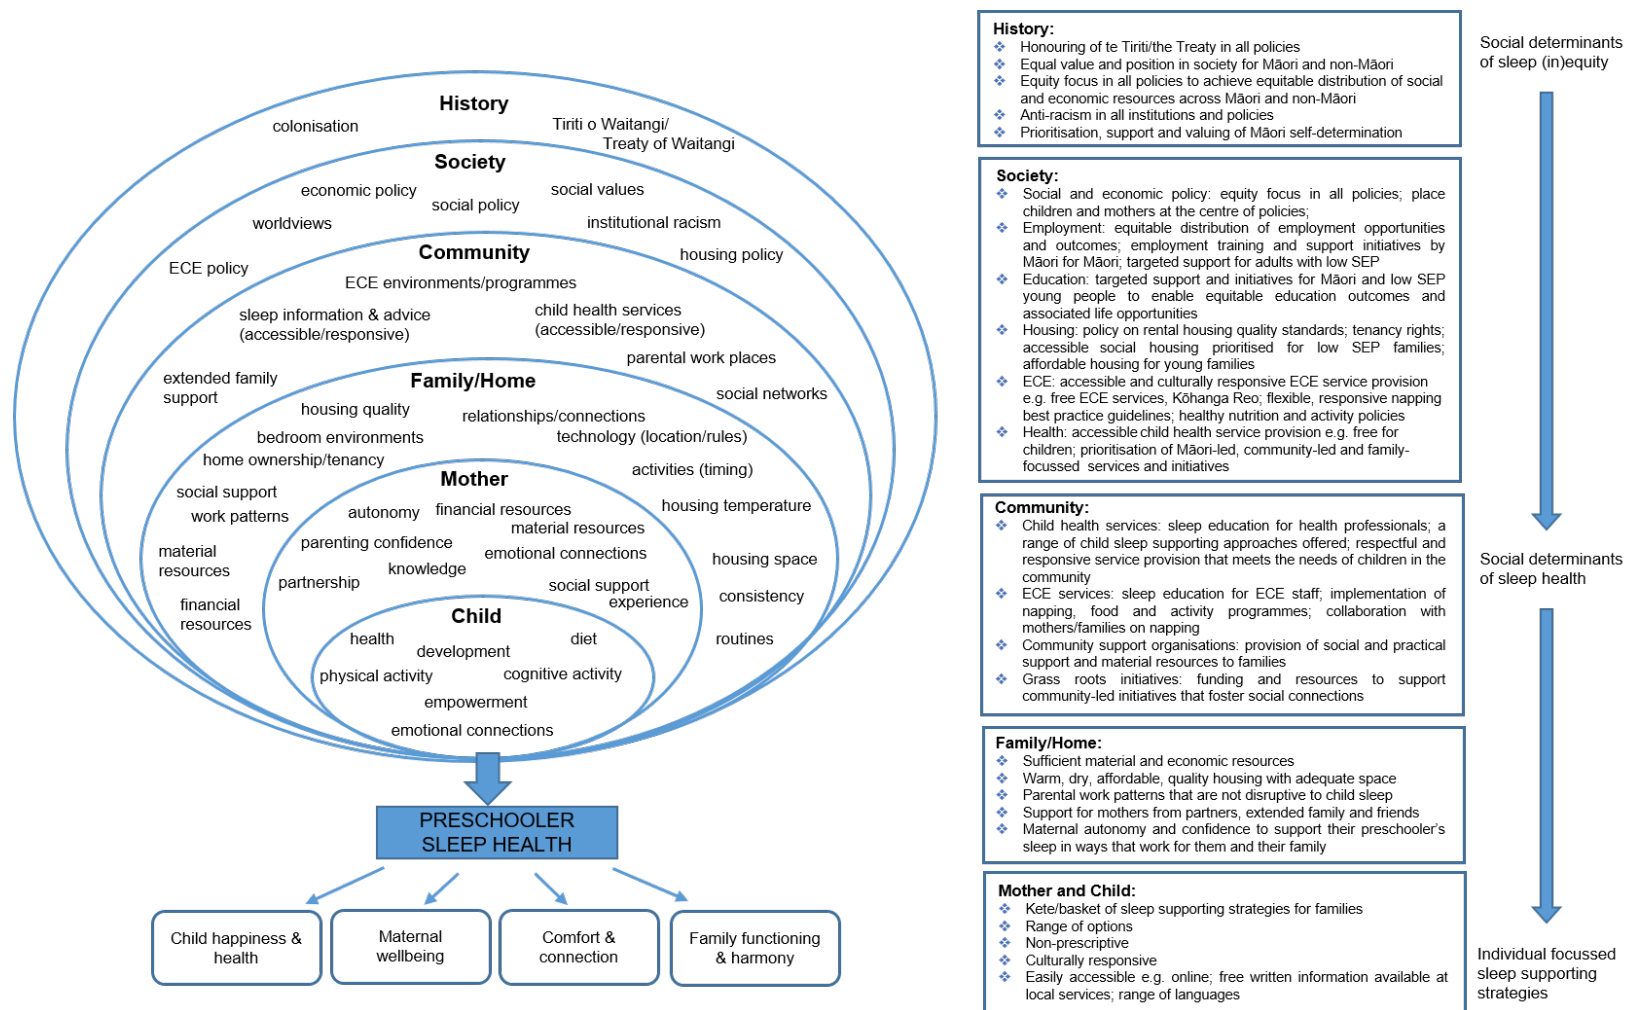 History
colonisation
Tiriti o Waitangi/
Treaty of Waitangi
Society
economic policy
social values
social policy
worldviews
institutional racism
ECE policy
housing policy
Community
ECE environments/programmes
sleep information & advice
(accessible/responsive)
child health services
(accessible/responsive)
parental work places
extended family
support
social networks
Family/Home
housing quality
relationships/connections
bedroom environments
technology (location/rules)
home ownership/tenancy
activities (timing)
social support
work patterns
housing temperature
material
resources
housing space
financial
resources
consistency
routines
Mother
autonomy
financial resources
material resources
parenting confidence
emotional connections
knowledge
partnership
social support
experience
Child
health
diet
development
physical activity
cognitive activity
empowerment
emotional connections
PRESCHOOLER
SLEEP HEALTH
Child happiness &
health
Maternal
wellbeing
Comfort &
connection
Family functioning
& harmony
History:
❖ Honouring of te Tiriti/the Treaty in all policies
❖ Equal value and position in society for Māori and non-Māori
❖ Equity focus in all policies to achieve equitable distribution of social
and economic resources across Māori and non-Māori
❖ Anti-racism in all institutions and policies
❖ Prioritisation, support and valuing of Māori self-determination
Society:
❖ Social and economic policy: equity focus in all policies; place
children and mothers at the centre of policies;
❖ Employment: equitable distribution of employment opportunities
and outcomes; employment training and support initiatives by
Māori for Māori; targeted support for adults with low SEP
❖ Education: targeted support and initiatives for Māori and low SEP
young people to enable equitable education outcomes and
associated life opportunities
❖ Housing: policy on rental housing quality standards; tenancy rights;
accessible social housing prioritised for low SEP families;
affordable housing for young families
❖ ECE: accessible and culturally responsive ECE service provision
e.g. free ECE services, Kōhanga Reo; flexible, responsive napping
best practice guidelines; healthy nutrition and activity policies
❖ Health: accessible child health service provision e.g. free for
children; prioritisation of Māori-led, community-led and family-
focussed services and initiatives
Community:
❖ Child health services: sleep education for health professionals; a
range of child sleep supporting approaches offered; respectful and
responsive service provision that meets the needs of children in the
community
❖ ECE services: sleep education for ECE staff; implementation of
napping, food and activity programmes; collaboration with
mothers/families on napping
❖ Community support organisations: provision of social and practical
support and material resources to families
❖ Grass roots initiatives: funding and resources to support
community-led initiatives that foster social connections
Family/Home:
❖ Sufficient material and economic resources
❖ Warm, dry, affordable, quality housing with adequate space
❖ Parental work patterns that are not disruptive to child sleep
❖ Support for mothers from partners, extended family and friends
❖ Maternal autonomy and confidence to support their preschooler's
sleep in ways that work for them and their family
Mother and Child:
❖ Kete/basket of sleep supporting strategies for families
❖ Range of options
❖ Non-prescriptive
❖ Culturally responsive
❖ Easily accessible e.g. online; free written information available at
local services; range of languages
Social determinants
of sleep (in)equity
Social determinants
of sleep health
Individual focussed
sleep supporting
strategies